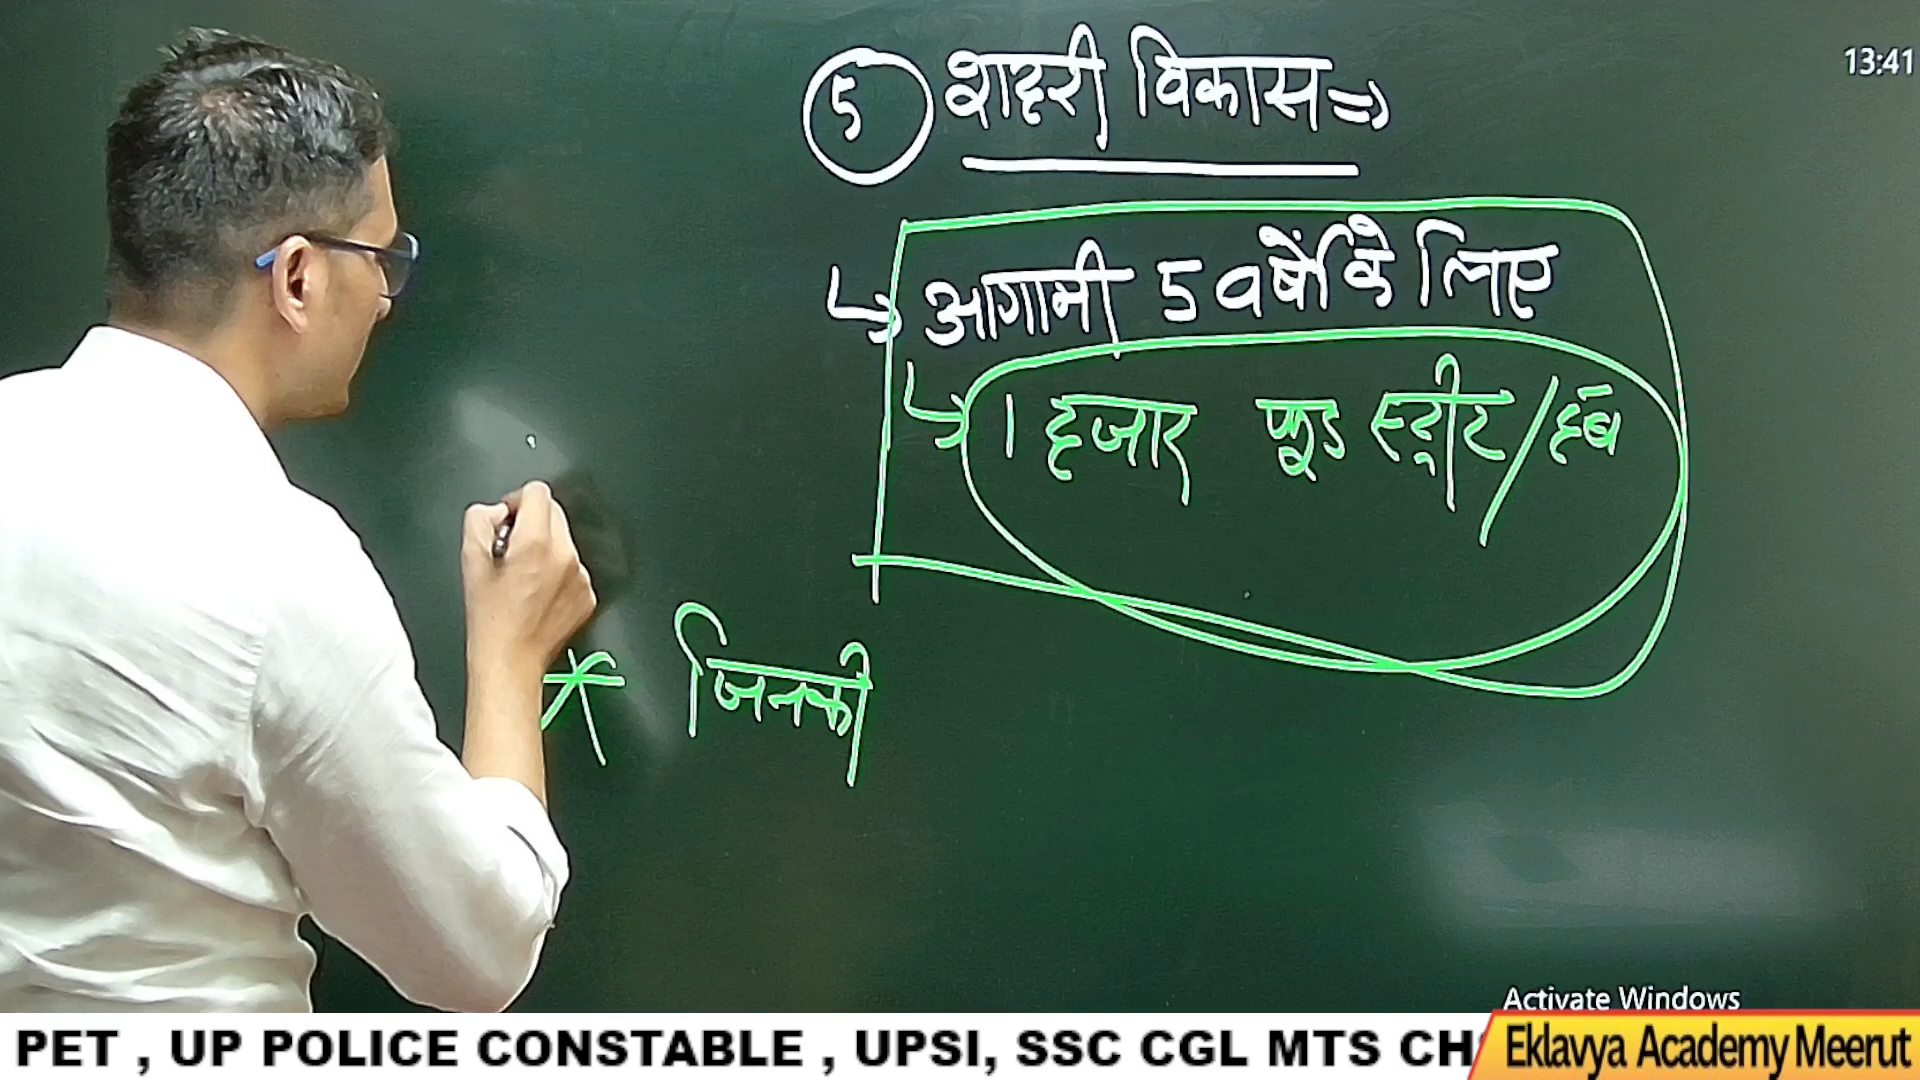 5 शहरी विकास ⇒
13:41
↳ आगामी 5 वर्षों के लिए
↳ 1 हजार फूड स्ट्रीट/हब
* जिनकी
Activate Windows
PET , UP POLICE CONSTABLE , UPSI, SSC CGL MTS CH
Eklavya Academy Meerut